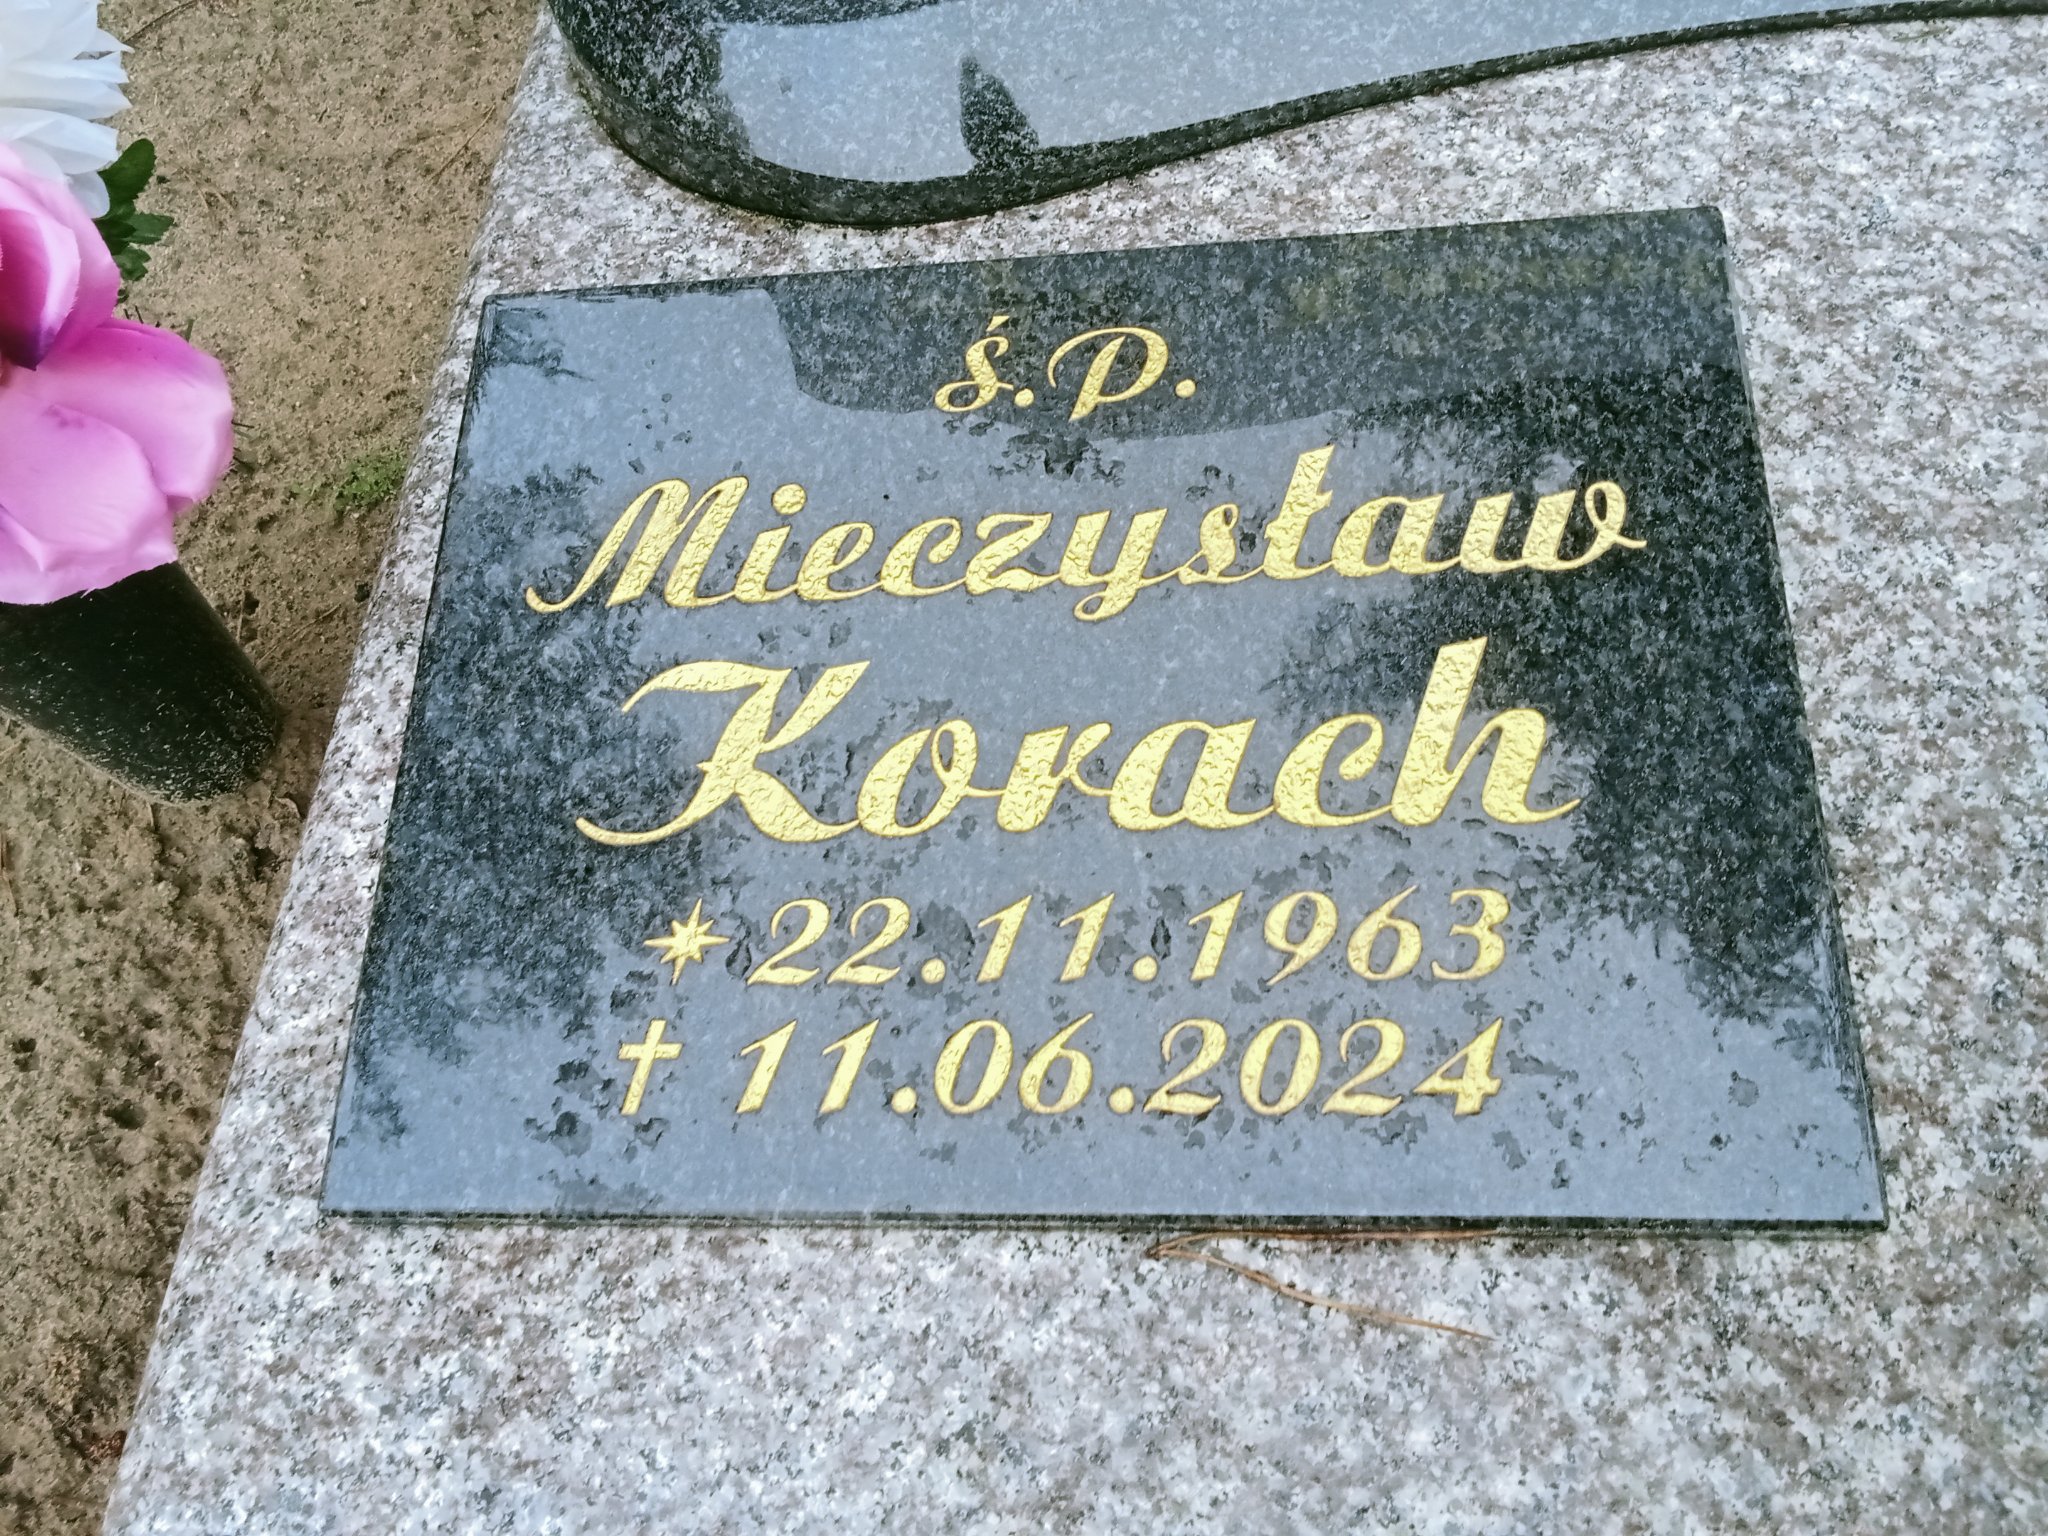 ś.P.
Mieczysław
Korach
* 22.11.1963
✝ 11.06.2024